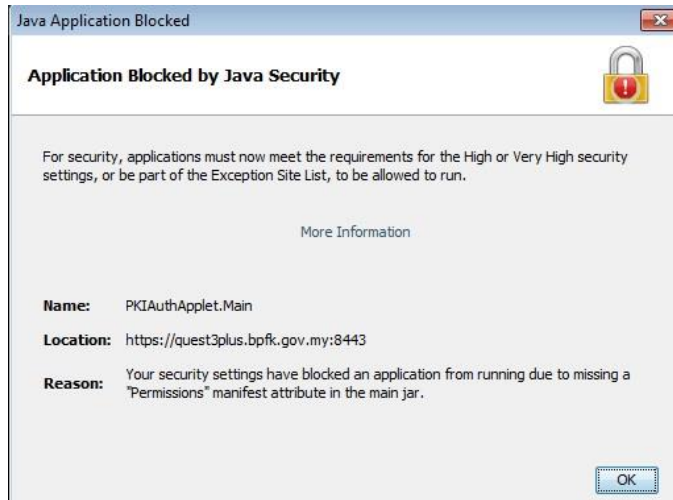 Java Application Blocked
Application Blocked by Java Security
For security, applications must now meet the requirements for the High or Very High security
settings, or be part of the Exception Site List, to be allowed to run.
More Information
Name: PKIAuthApplet.Main
Location: https://quest3plus.bpfk.gov.my:8443
Reason: Your security settings have blocked an application from running due to missing a
"Permissions" manifest attribute in the main jar.
OK